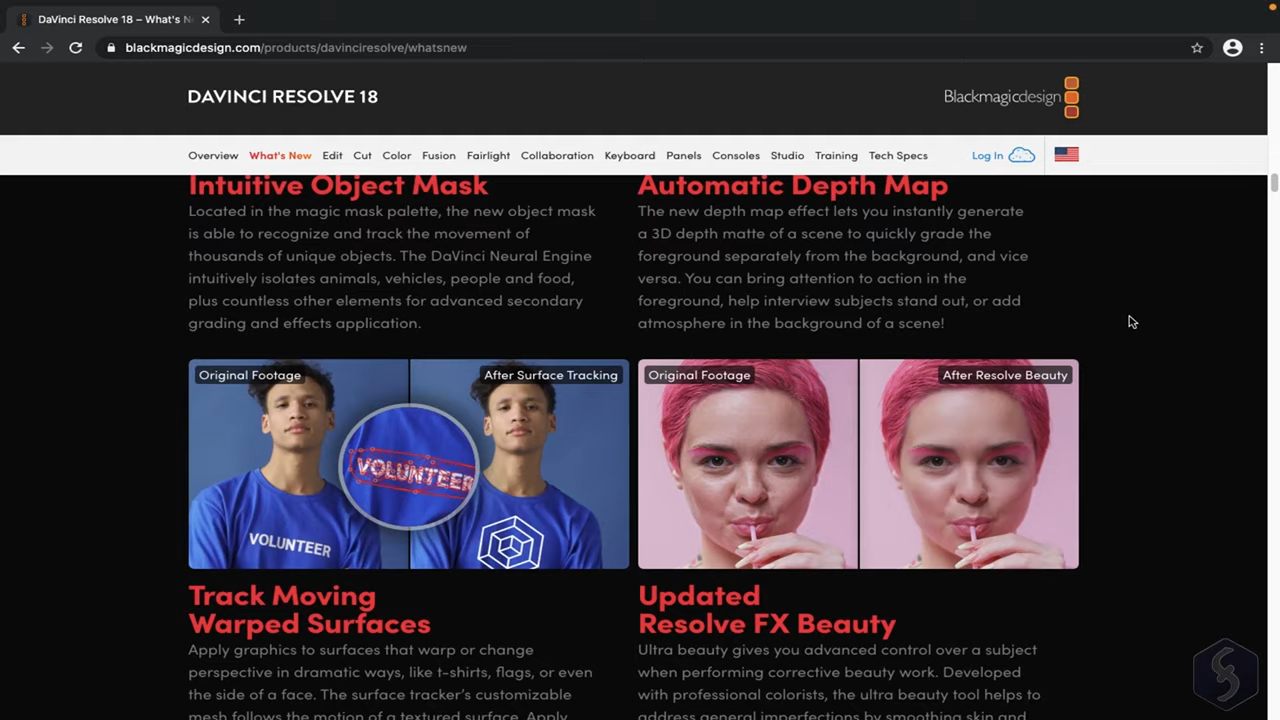 DaVinci Resolve 18 – What's N
blackmagicdesign.com/products/davinciresolve/whatsnew
DAVINCI RESOLVE 18
Blackmagicdesign
Overview What's New Edit Cut Color Fusion Fairlight Collaboration Keyboard Panels Consoles Studio Training Tech Specs Log In
Intuitive Object Mask
Located in the magic mask palette, the new object mask
is able to recognize and track the movement of
thousands of unique objects. The DaVinci Neural Engine
intuitively isolates animals, vehicles, people and food,
plus countless other elements for advanced secondary
grading and effects application.
Automatic Depth Map
The new depth map effect lets you instantly generate
a 3D depth matte of a scene to quickly grade the
foreground separately from the background, and vice
versa. You can bring attention to action in the
foreground, help interview subjects stand out, or add
atmosphere in the background of a scene!
Original Footage
After Surface Tracking
VOLUNTEER
VOLUNTEER
Original Footage
After Resolve Beauty
Track Moving
Warped Surfaces
Apply graphics to surfaces that warp or change
perspective in dramatic ways, like t-shirts, flags, or even
the side of a face. The surface tracker's customizable
mesh follows the motion of a textured surface. Apply
Updated
Resolve FX Beauty
Ultra beauty gives you advanced control over a subject
when performing corrective beauty work. Developed
with professional colorists, the ultra beauty tool helps to
address general imperfections by smoothing skin and